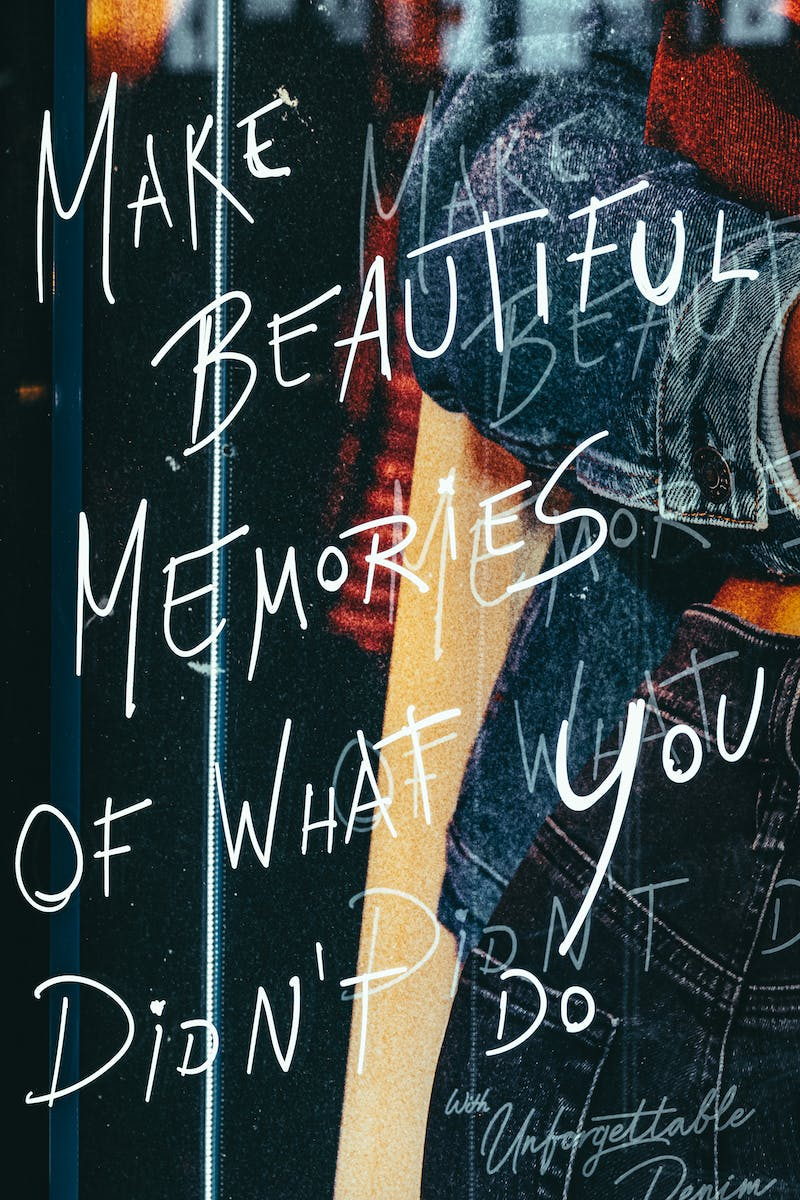 MAKE
BEAUTIFUL
MEMORIES
OF WHAT YOU
DIDN'T DO
With
Unforgettable
Denim